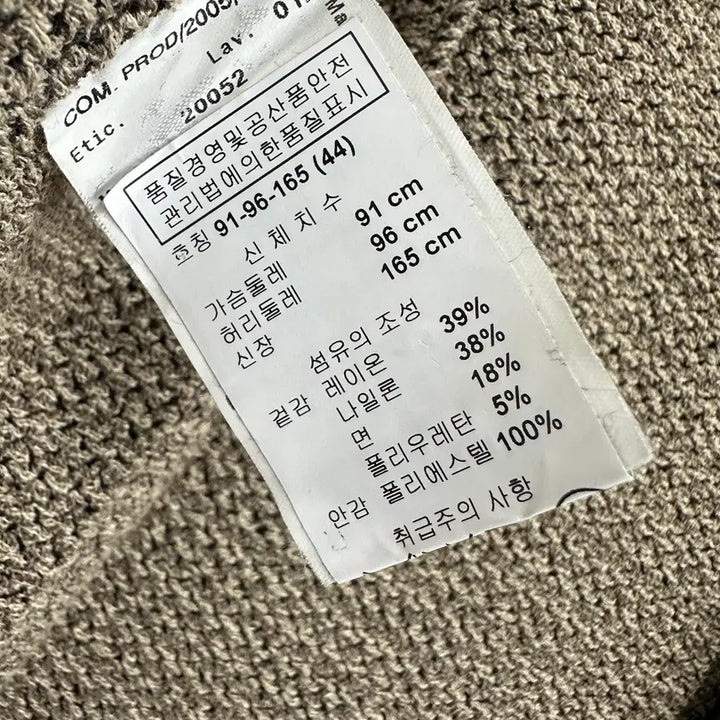 COM. PROD/2005/
Lav. 01
Ma
Etic. 20052
품질경영및공산품안전
관리법에의한품질표시
호칭 91-96-165 (44)
신체치수
가슴둘레 91 cm
허리둘레 96 cm
신장 165 cm
섬유의 조성
겉감 레이온 39%
나일론 38%
면 18%
폴리우레탄 5%
안감 폴리에스텔 100%
취급주의 사항